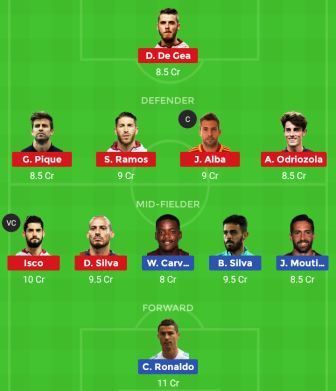 D. De Gea
8.5 Cr
DEFENDER
C
G. Pique
S. Ramos
J. Alba
A. Odriozola
8.5 Cr
9 Cr
9 Cr
8.5 Cr
MID-FIELDER
VC
Isco
D. Silva
W. Carv...
B. Silva
J. Mouti...
10 Cr
9.5 Cr
8 Cr
9.5 Cr
8.5 Cr
FORWARD
C. Ronaldo
11 Cr